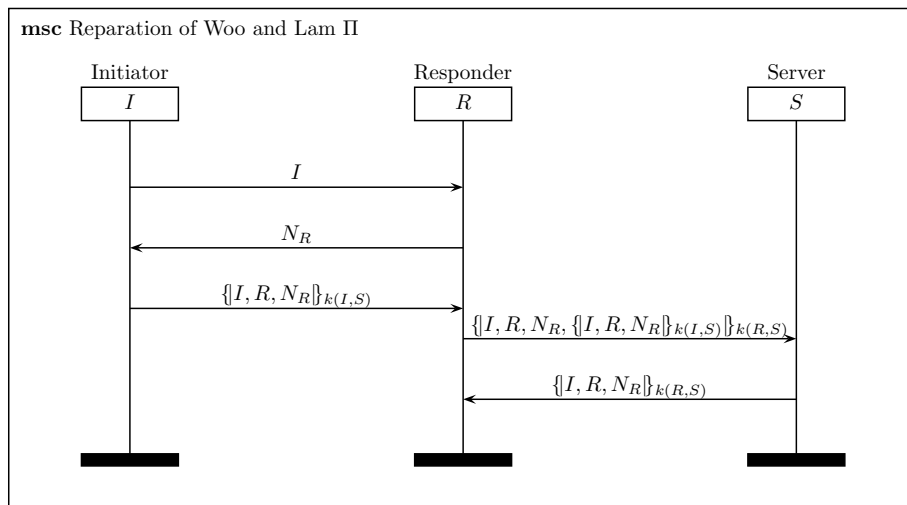 msc Reparation of Woo and Lam Π
Initiator Responder Server
I R S
I
N_R
{|I, R, N_R|}_{k(I,S)}
{|I, R, N_R, {|I, R, N_R|}_{k(I,S)}|}_{k(R,S)}
{|I, R, N_R|}_{k(R,S)}